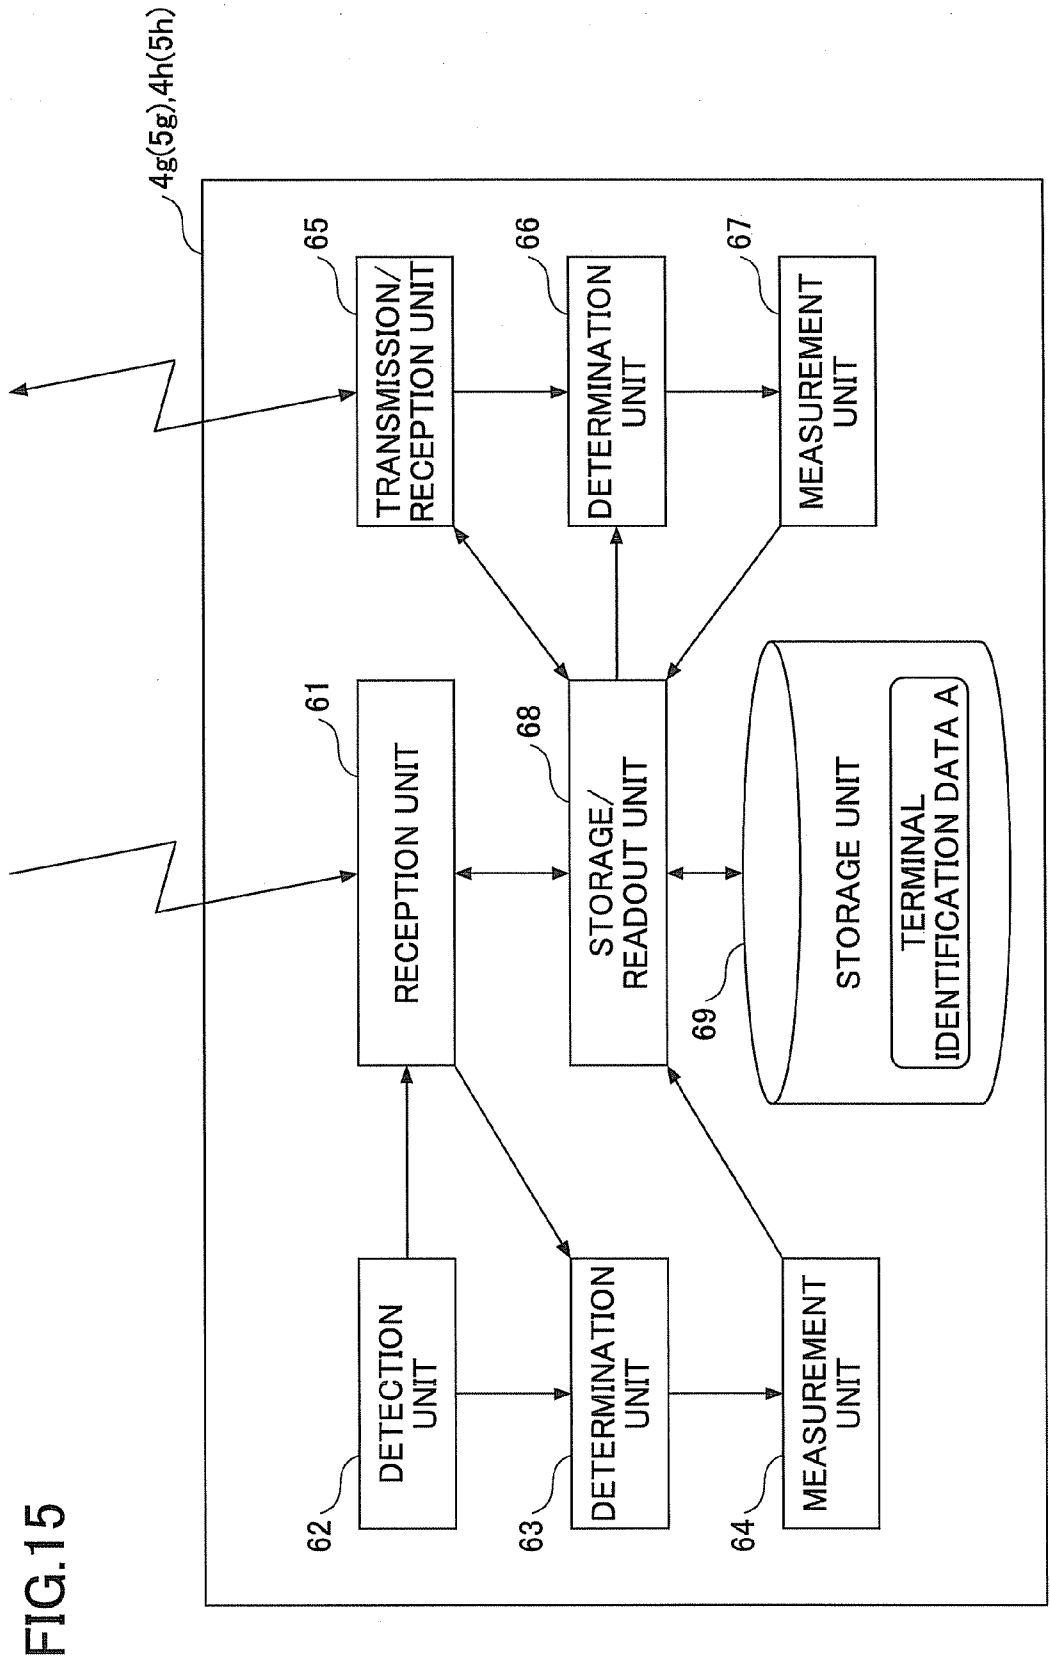 FIG.15
4g(5g),4h(5h)
62
DETECTION
UNIT
61
RECEPTION UNIT
65
TRANSMISSION/
RECEPTION UNIT
63
DETERMINATION
UNIT
68
STORAGE/
READOUT UNIT
66
DETERMINATION
UNIT
64
MEASUREMENT
UNIT
69
STORAGE UNIT
TERMINAL
IDENTIFICATION DATA A
67
MEASUREMENT
UNIT